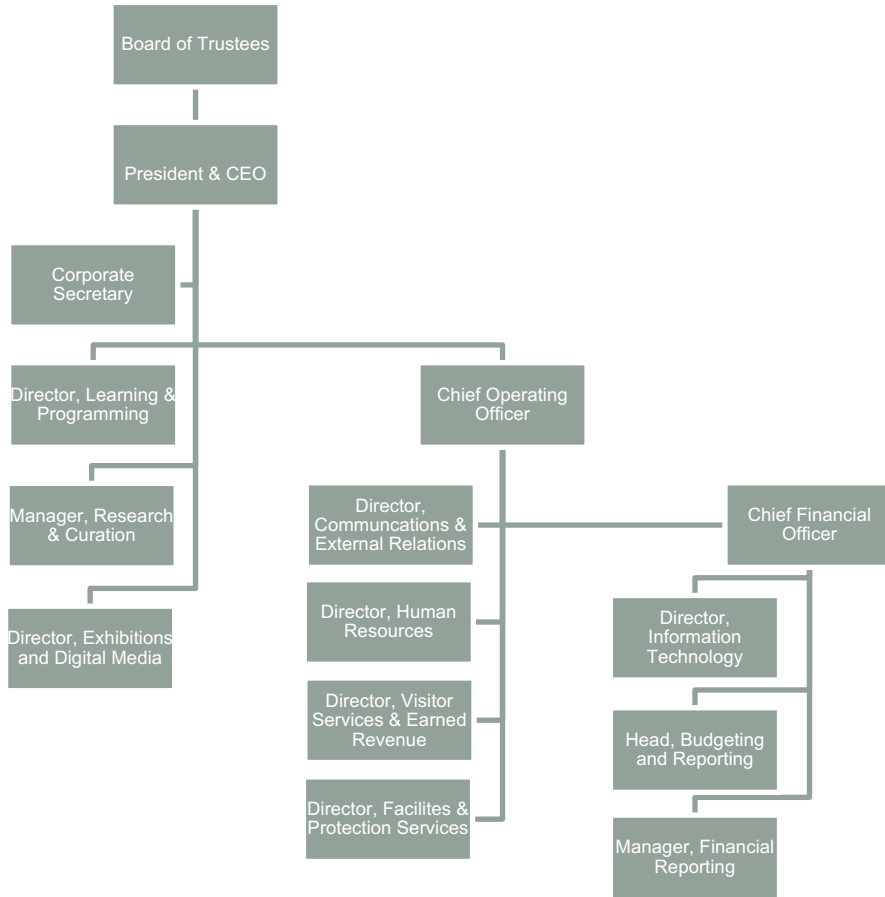 Board of Trustees
President & CEO
Corporate
Secretary
Director, Learning &
Programming
Chief Operating
Officer
Manager, Research
& Curation
Director,
Communcations &
External Relations
Chief Financial
Officer
Director, Exhibitions
and Digital Media
Director, Human
Resources
Director,
Information
Technology
Director, Visitor
Services & Earned
Revenue
Head, Budgeting
and Reporting
Director, Facilites &
Protection Services
Manager, Financial
Reporting